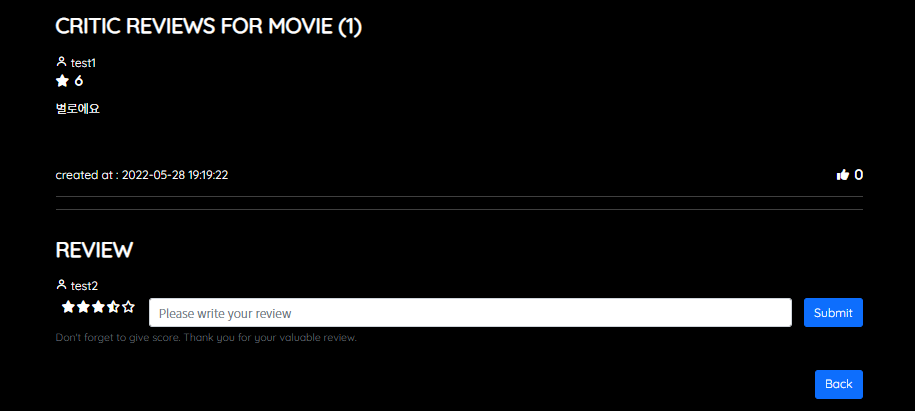 CRITIC REVIEWS FOR MOVIE (1)
test1
6
별로에요
created at : 2022-05-28 19:19:22
0
REVIEW
test2
Please write your review
Submit
Don't forget to give score. Thank you for your valuable review.
Back